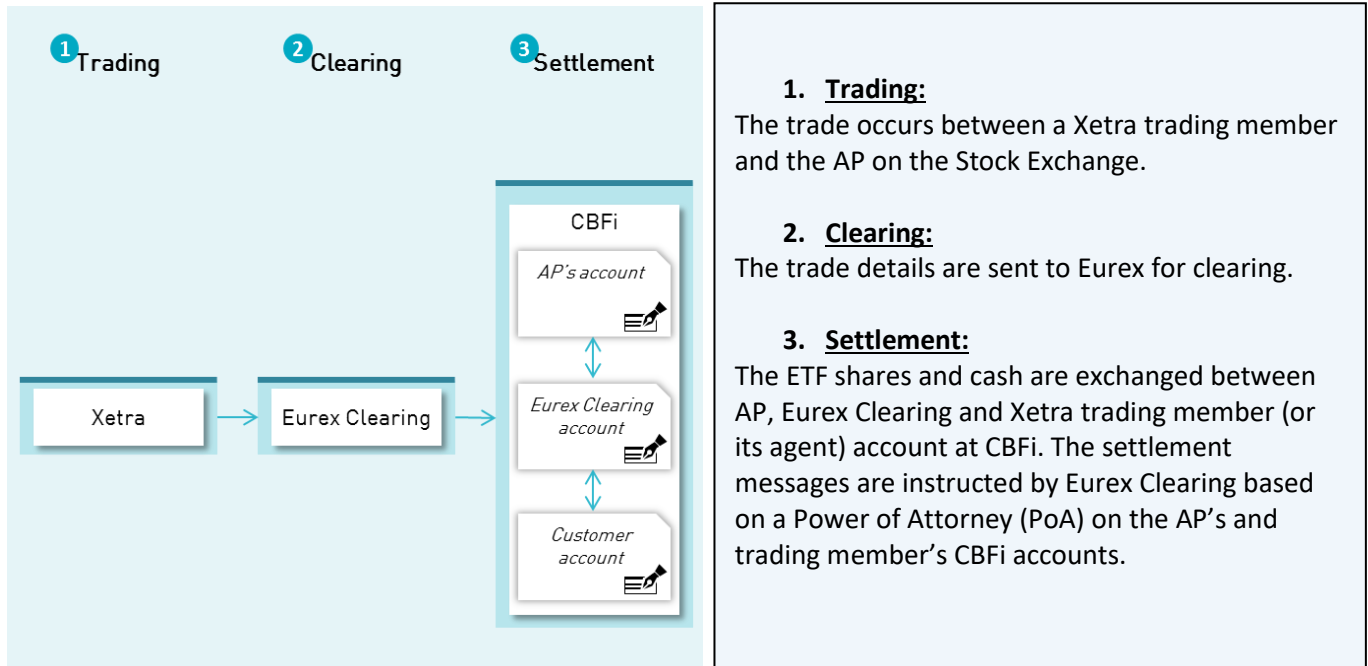 1 Trading
2 Clearing
3 Settlement
CBFi
AP's account
Xetra
Eurex Clearing
Eurex Clearing
account
Customer
account
1. Trading:
The trade occurs between a Xetra trading member
and the AP on the Stock Exchange.
2. Clearing:
The trade details are sent to Eurex for clearing.
3. Settlement:
The ETF shares and cash are exchanged between
AP, Eurex Clearing and Xetra trading member (or
its agent) account at CBFi. The settlement
messages are instructed by Eurex Clearing based
on a Power of Attorney (PoA) on the AP's and
trading member's CBFi accounts.